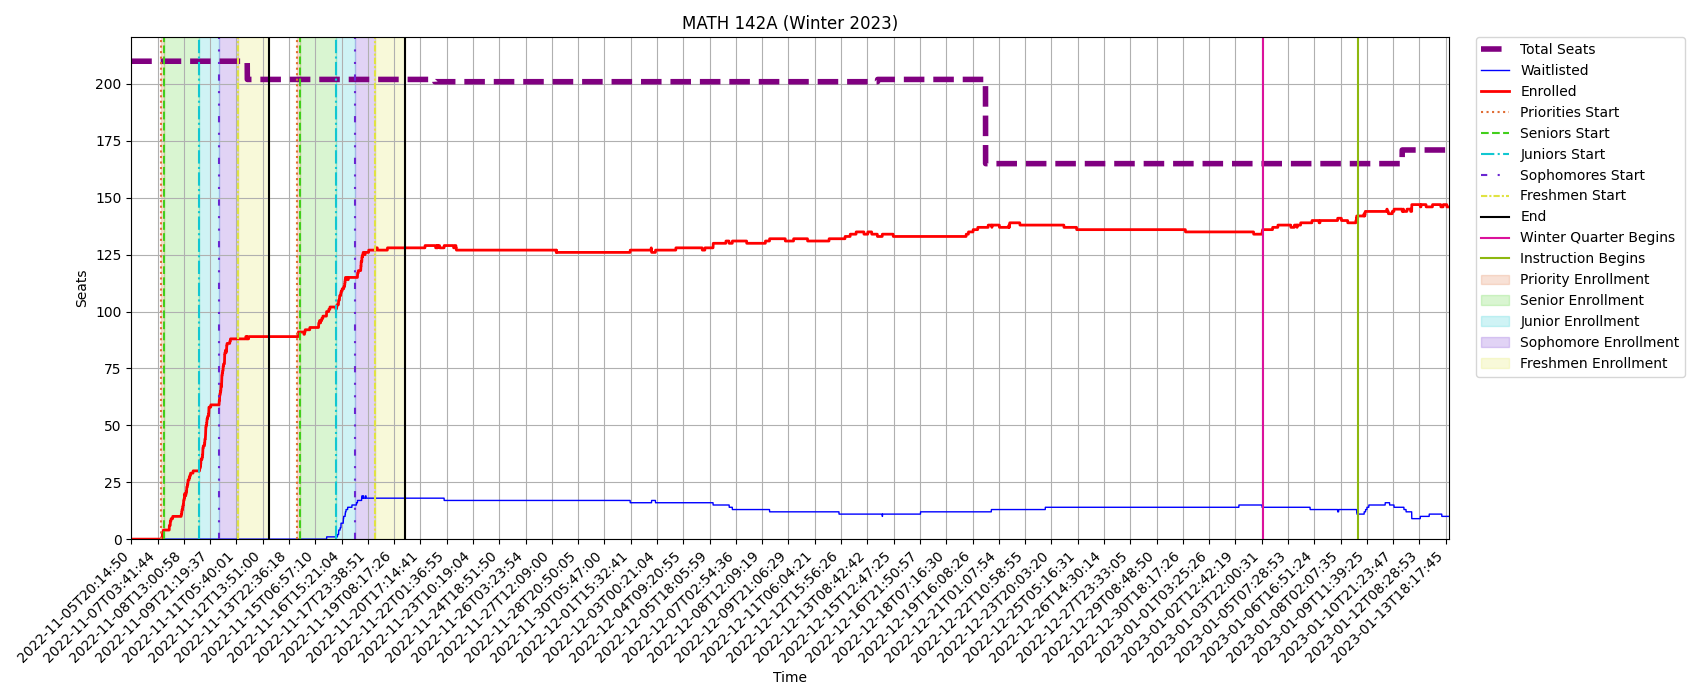 MATH 142A (Winter 2023)
Seats
200
175
150
125
100
75
50
25
0
2022-11-05T20:14:50
2022-11-07T03:41:44
2022-11-08T13:00:58
2022-11-09T21:19:37
2022-11-11T05:40:01
2022-11-12T13:51:00
2022-11-13T22:36:18
2022-11-15T06:57:10
2022-11-16T15:21:04
2022-11-17T23:38:51
2022-11-19T08:17:26
2022-11-20T17:14:41
2022-11-22T01:36:55
2022-11-23T10:19:04
2022-11-24T18:51:50
2022-11-26T03:23:54
2022-11-27T12:09:00
2022-11-28T20:50:05
2022-11-30T05:47:00
2022-12-01T15:32:41
2022-12-03T00:21:04
2022-12-04T09:20:55
2022-12-05T18:05:59
2022-12-07T02:54:36
2022-12-08T12:09:19
2022-12-09T21:06:29
2022-12-11T06:04:21
2022-12-12T15:56:26
2022-12-13T08:42:42
2022-12-15T12:47:25
2022-12-16T21:50:57
2022-12-18T07:16:30
2022-12-19T16:08:26
2022-12-21T01:07:54
2022-12-22T10:58:55
2022-12-23T20:03:20
2022-12-25T05:16:31
2022-12-26T14:30:14
2022-12-27T23:33:05
2022-12-29T08:48:50
2022-12-30T18:17:26
2023-01-01T03:25:26
2023-01-02T12:42:19
2023-01-03T22:00:31
2023-01-05T07:28:53
2023-01-06T16:51:24
2023-01-08T02:07:35
2023-01-09T11:39:25
2023-01-10T21:23:47
2023-01-12T08:28:53
2023-01-13T18:17:45
Time
Total Seats
Waitlisted
Enrolled
Priorities Start
Seniors Start
Juniors Start
Sophomores Start
Freshmen Start
End
Winter Quarter Begins
Instruction Begins
Priority Enrollment
Senior Enrollment
Junior Enrollment
Sophomore Enrollment
Freshmen Enrollment